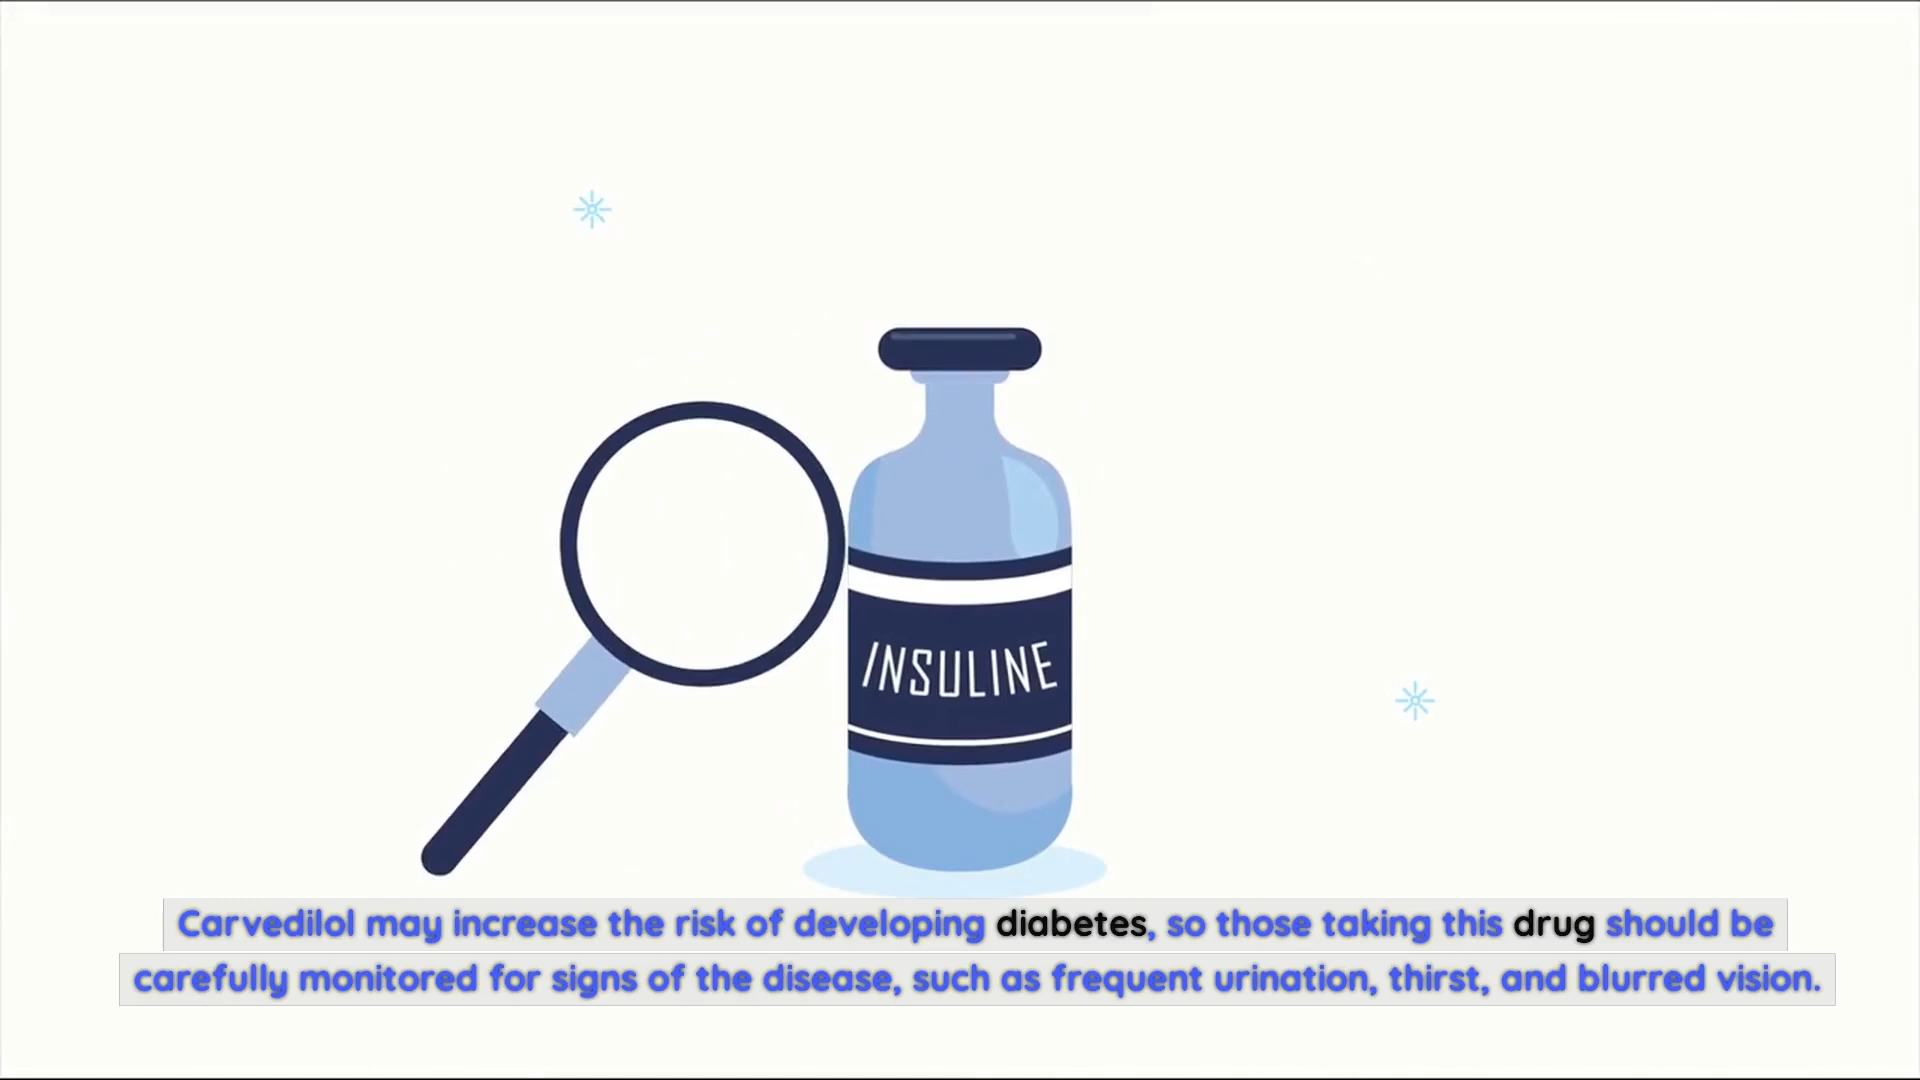 INSULINE
Carvedilol may increase the risk of developing diabetes, so those taking this drug should be
carefully monitored for signs of the disease, such as frequent urination, thirst, and blurred vision.